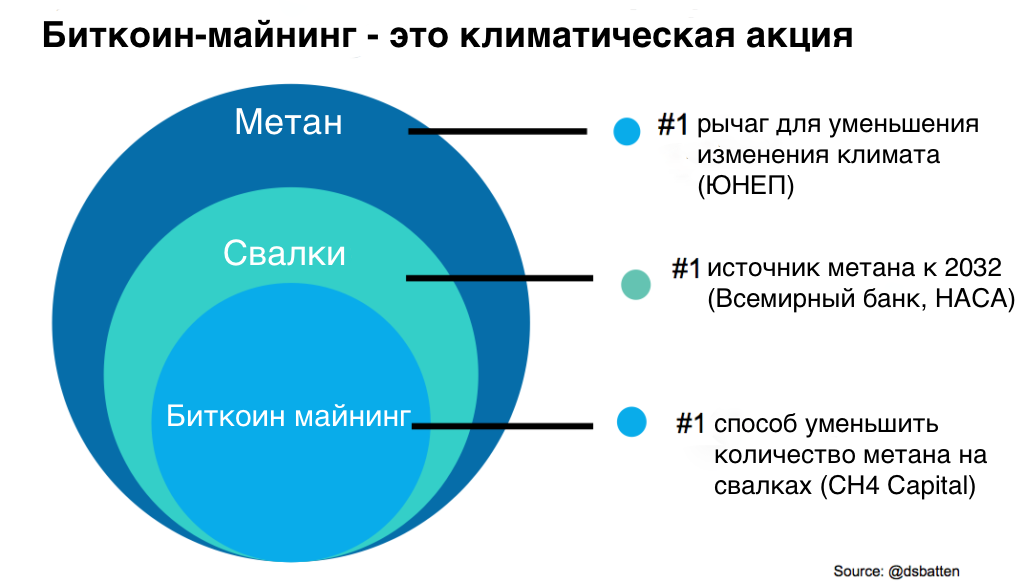 Биткоин-майнинг - это климатическая акция
Метан
#1 рычаг для уменьшения
изменения климата
(ЮНЕП)
Свалки
#1 источник метана к 2032
(Всемирный банк, НАСА)
Биткоин майнинг
#1 способ уменьшить
количество метана на
свалках (CH4 Capital)
Source: @dsbatten